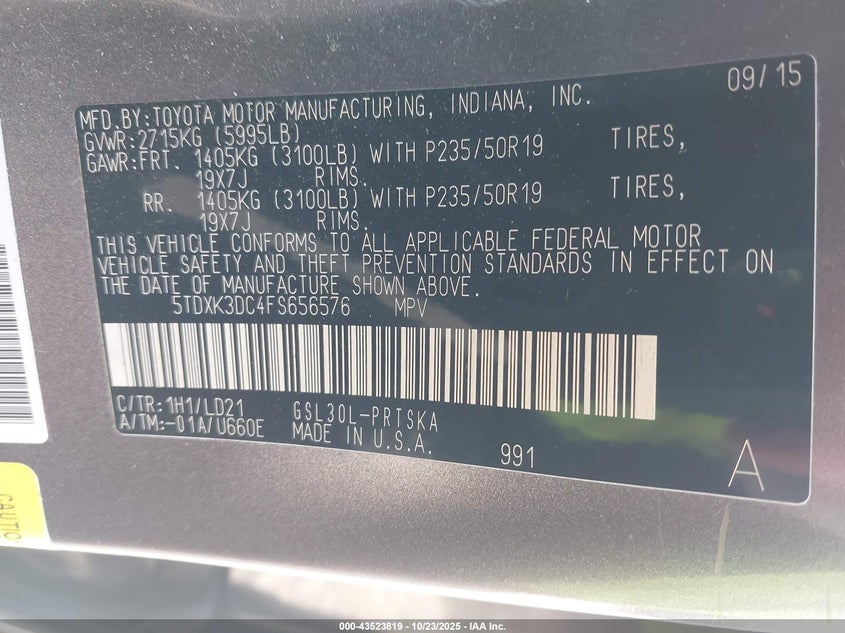 09/15
MFD.BY:TOYOTA MOTOR MANUFACTURING, INDIANA, INC.
GVWR:2715KG (5995LB)
GAWR:FRT. 1405KG (3100LB) WITH P235/50R19 TIRES,
19X7J RIMS.
RR. 1405KG (3100LB) WITH P235/50R19 TIRES,
19X7J RIMS.
THIS VEHICLE CONFORMS TO ALL APPLICABLE FEDERAL MOTOR
VEHICLE SAFETY AND THEFT PREVENTION STANDARDS IN EFFECT ON
THE DATE OF MANUFACTURE SHOWN ABOVE.
5TDXK3DC4FS656576 MPV
C/TR:1H1/LD21 GSL30L-PRTSKA
A/TM:-01A/U660E MADE IN U.S.A.
991
A
CAUTION
000-43523819 - 10/23/2025 - IAA Inc.